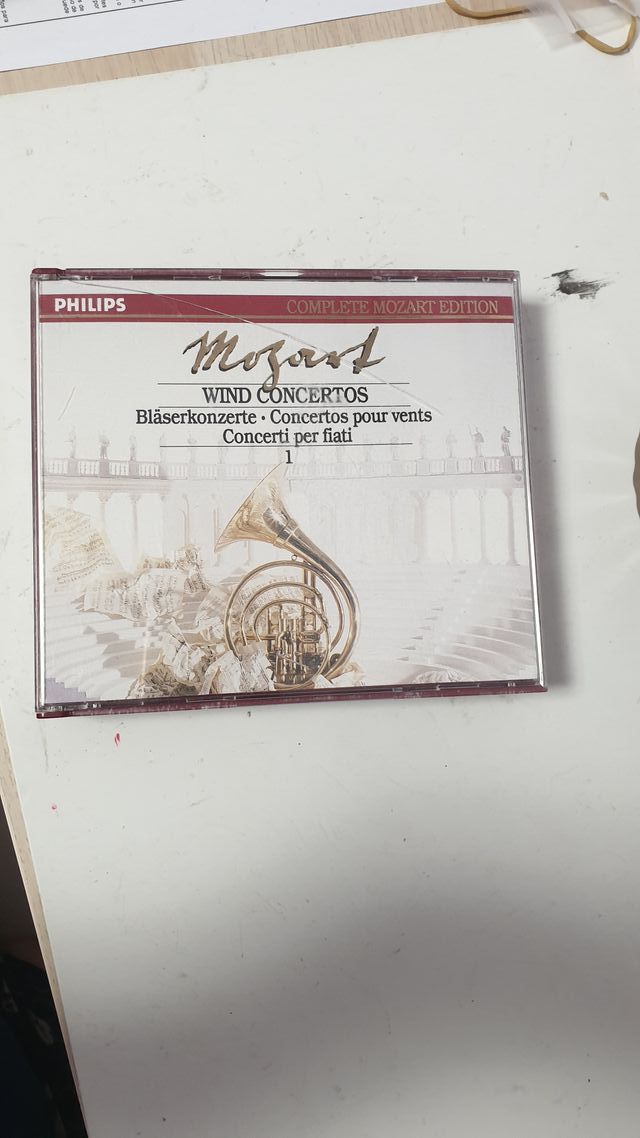 PHILIPS
COMPLETE MOZART EDITION
Mozart
WIND CONCERTOS
Bläserkonzerte · Concertos pour vents
Concerti per fiati
1